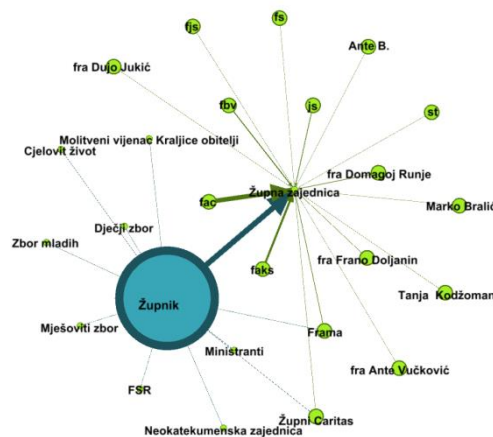 fs
fjs
Ante B.
fra Dujo Jukić
fbv
js
st
Molitveni vijenac Kraljice obitelji
Cjelovit život
fra Domagoj Runje
Župna zajednica
fac
Marko Bralić
Dječji zbor
Zbor mladih
fra Frano Doljanin
faks
Tanja Kodžoman
Župnik
Mješoviti zbor
Frama
Ministranti
fra Ante Vučković
FSR
Župni Caritas
Neokatekumenska zajednica